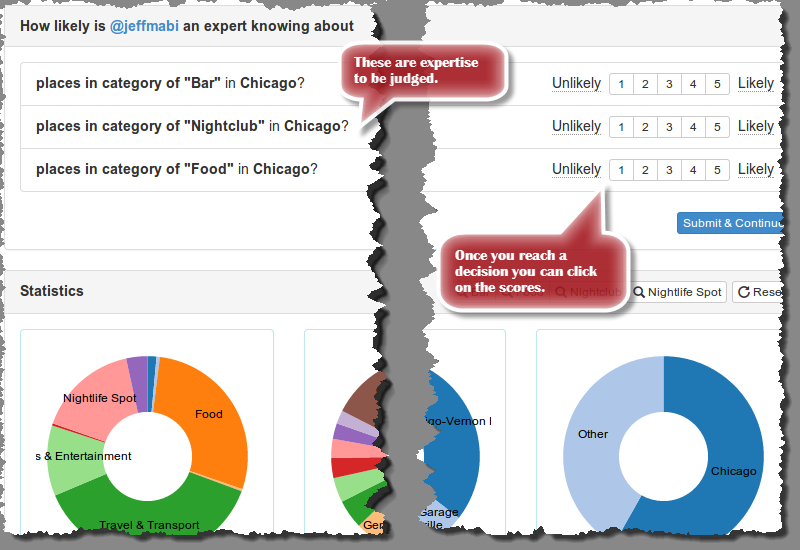 How likely is @jeffmabi an expert knowing about
These are expertise
to be judged.
places in category of "Bar" in Chicago?
Unlikely 1 2 3 4 5 Likely
places in category of "Nightclub" in Chicago?
Unlikely 1 2 3 4 5 Likely
places in category of "Food" in Chicago?
Unlikely 1 2 3 4 5 Likely
Submit & Continu
Once you reach a
decision you can click
on the scores.
Statistics
Nightclub
Nightlife Spot
Rese
Nightlife Spot
Food
s & Entertainment
Travel & Transport
Ger
igo-Vernon
Garage
ille
Other
Chicago